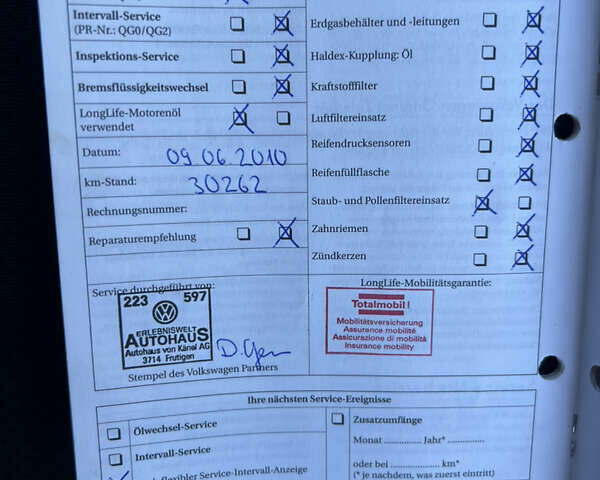 Intervall-Service
(PR-Nr.: QG0/QG2)
Inspektions-Service
Bremsflüssigkeitswechsel
LongLife-Motorenöl
verwendet
Datum: 09.06.2010
km-Stand: 30262
Rechnungsnummer:
Reparaturempfehlung
Erdgasbehälter und -leitungen
Haldex-Kupplung: Öl
Kraftstofffilter
Luftfiltereinsatz
Reifendrucksensoren
Reifenfüllflasche
Staub- und Pollenfiltereinsatz
Zahnriemen
Zündkerzen
Service durchgeführt von:
223 597
ERLEBNISWELT
AUTOHAUS
Autohaus von Känel AG
3714 Frutigen
Stempel des Volkswagen Partners
LongLife-Mobilitätsgarantie:
Totalmobil!
Mobilitätsversicherung
Assurance mobilité
Assicurazione di mobilità
Insurance mobility
Ihre nächsten Service-Ereignisse
Ölwechsel-Service
Intervall-Service
flexibler Service-Intervall-Anzeige
Zusatzumfänge
Monat ............... Jahr* ...............
oder bei ................... km*
(* je nachdem, was zuerst eintritt)